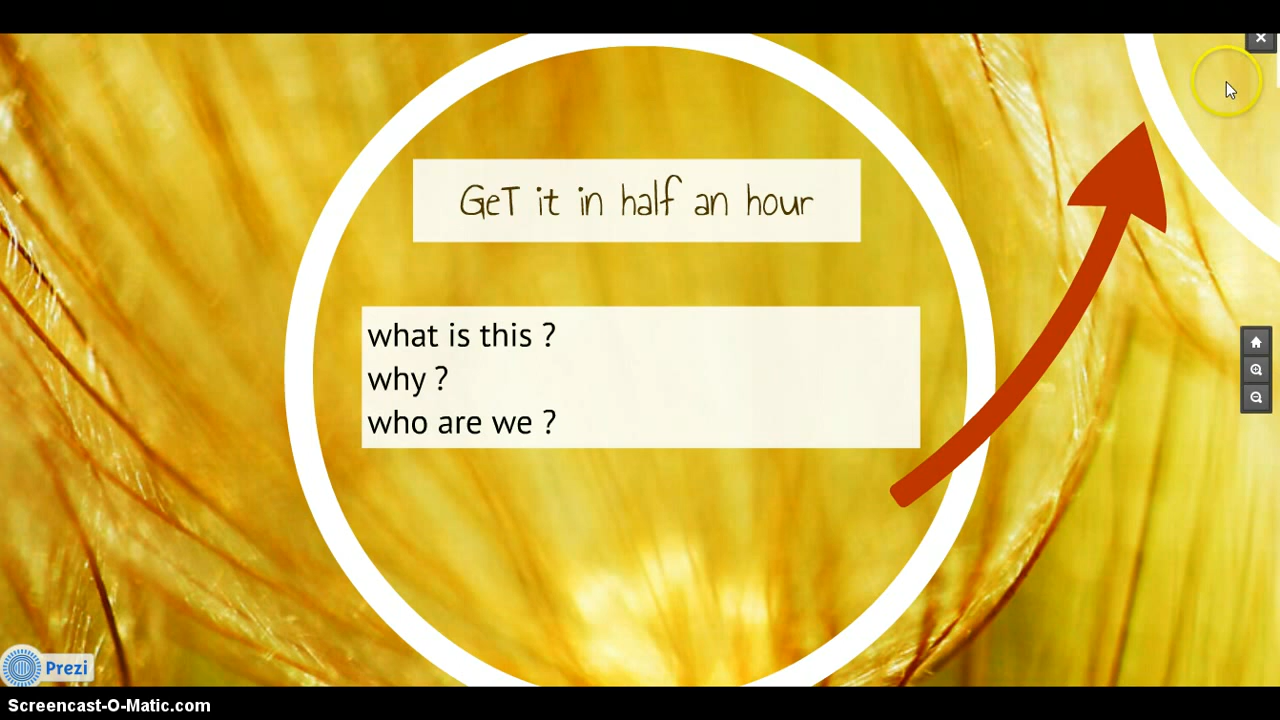 GeT it in half an hour
what is this ?
why ?
who are we ?
Prezi
Screencast-O-Matic.com